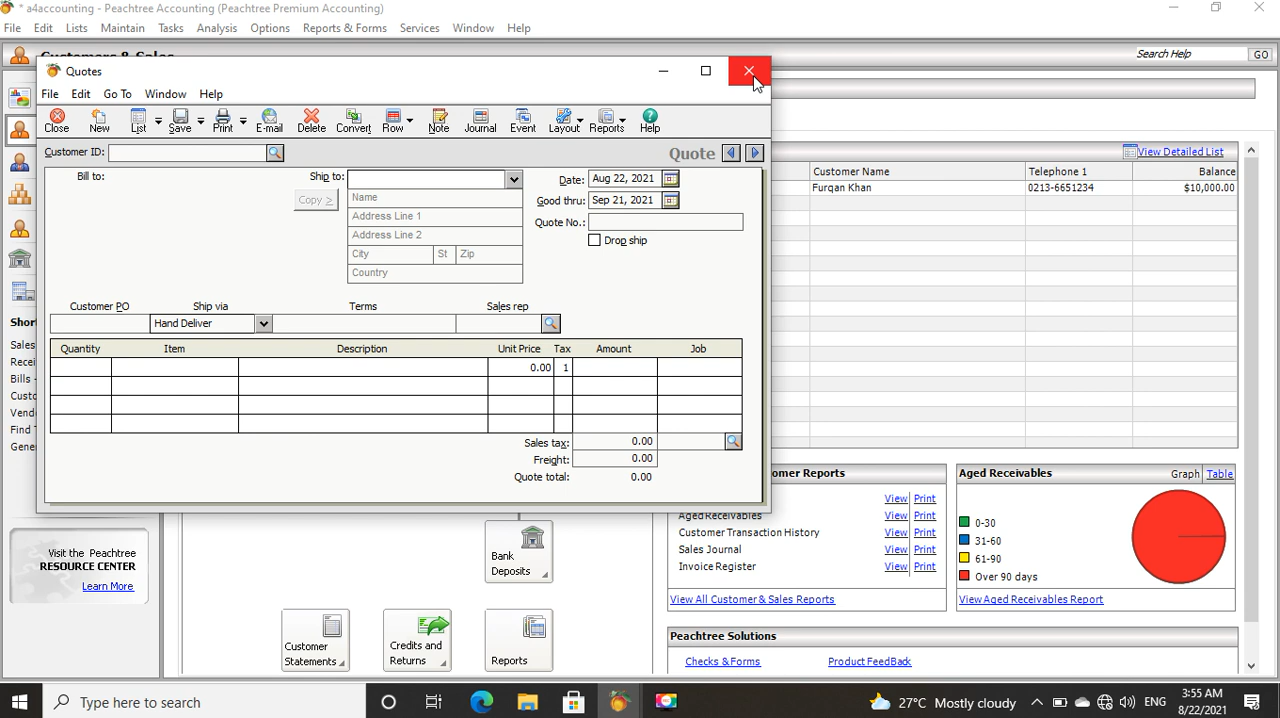 * a4accounting - Peachtree Accounting (Peachtree Premium Accounting)
File Edit Lists Maintain Tasks Analysis Options Reports & Forms Services Window Help
Search Help GO
Quotes
File Edit Go To Window Help
Close New List Save Print E-mail Delete Convert Row Note Journal Event Layout Reports Help
Customer ID: Quote
View Detailed List
Bill to: Ship to: Date: Aug 22, 2021
Customer Name Telephone 1 Balance
Furqan Khan 0213-6651234 $10,000.00
Copy > Name Good thru: Sep 21, 2021
Address Line 1 Quote No.:
Address Line 2 Drop ship
City St Zip
Country
Customer PO Ship via Terms Sales rep
Hand Deliver
Quantity Item Description Unit Price Tax Amount Job
0.00 1
Sales tax: 0.00
Freight: 0.00
Quote total: 0.00
Aged Receivables Graph Table
View Print
Aged Receivables View Print
Customer Transaction History View Print
Sales Journal View Print
Invoice Register View Print
View All Customer & Sales Reports
0-30
31-60
61-90
Over 90 days
View Aged Receivables Report
Peachtree Solutions
Checks & Forms Product FeedBack
Bank Deposits
Customer Statements
Credits and Returns
Reports
Visit the Peachtree
RESOURCE CENTER
Learn More
Type here to search
27°C Mostly cloudy ENG 3:55 AM
8/22/2021